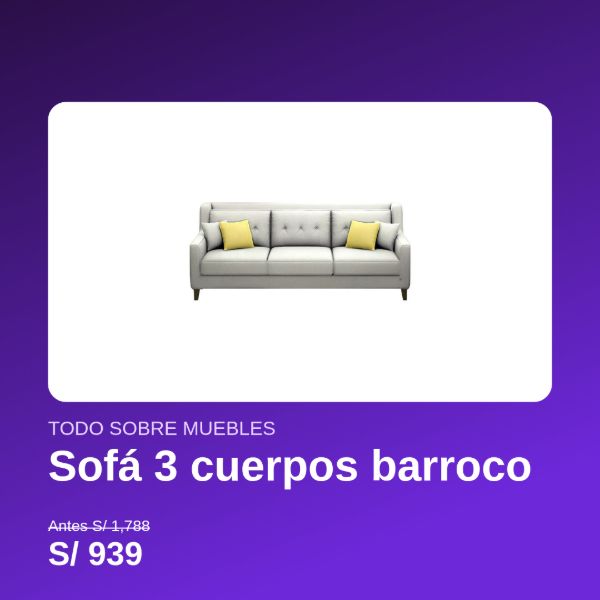 TODO SOBRE MUEBLES
Sofá 3 cuerpos barroco
Antes S/ 1,788
S/ 939